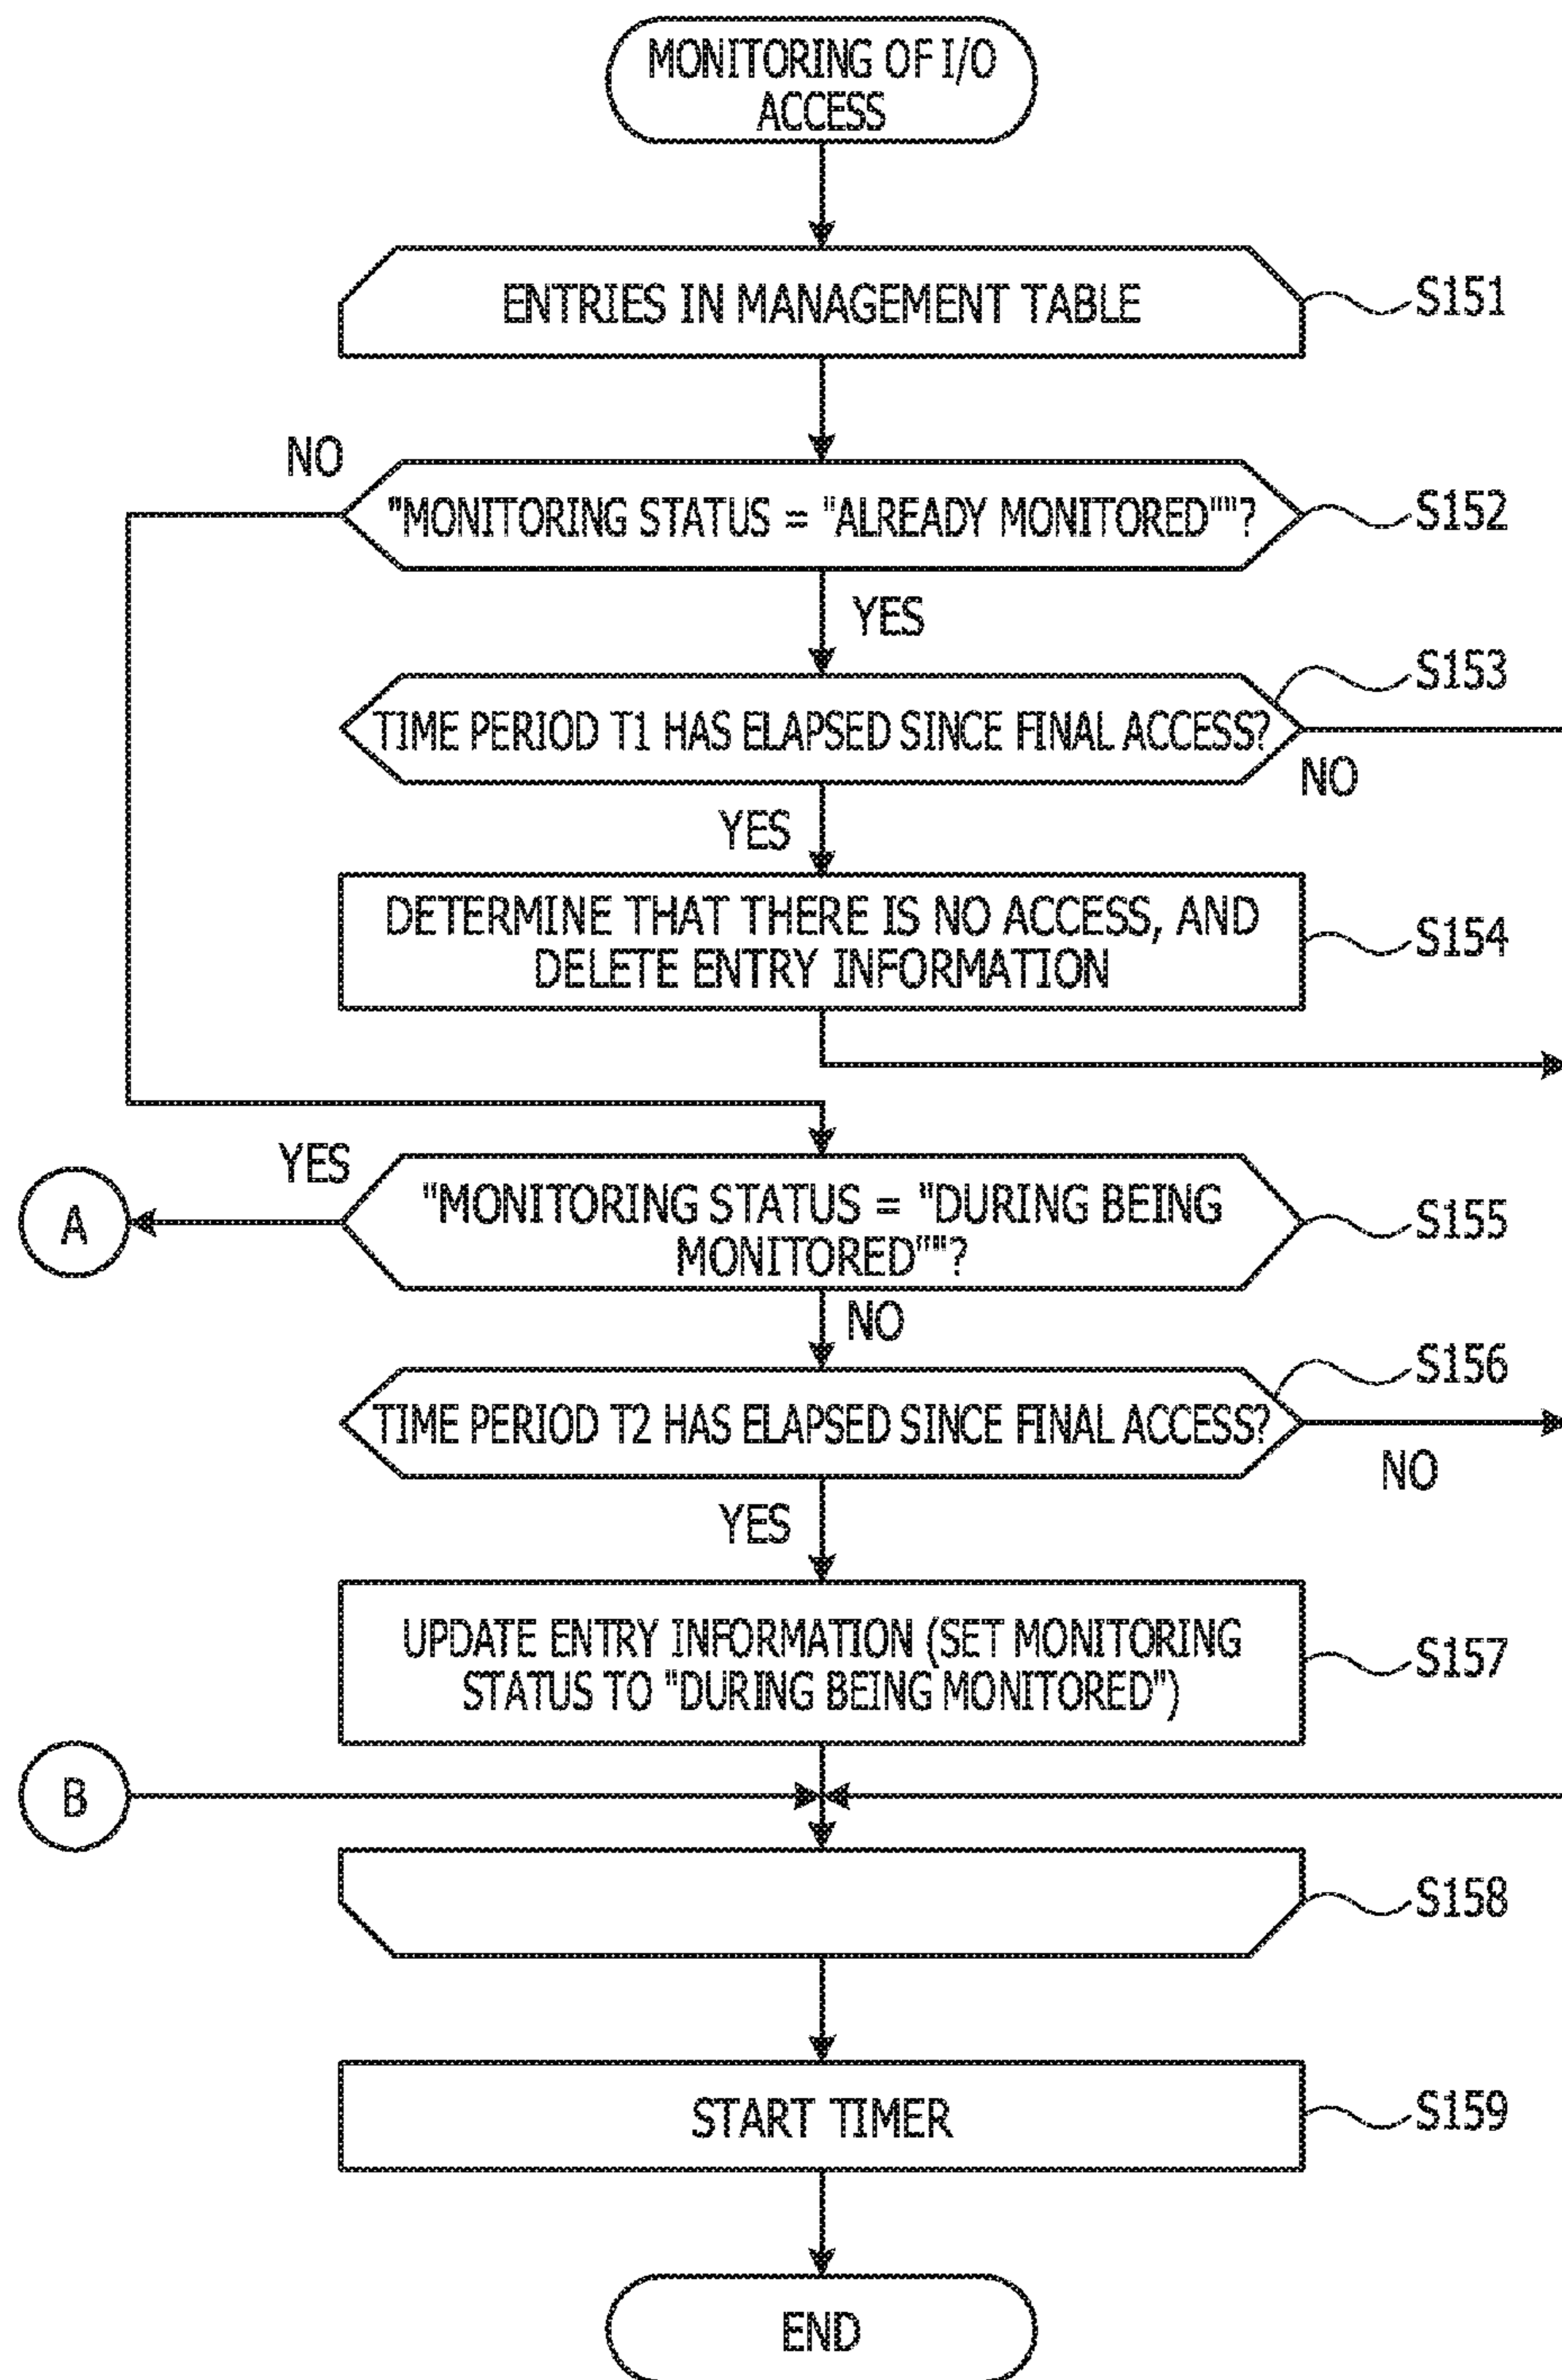 MONITORING OF I/O
ACCESS
ENTRIES IN MANAGEMENT TABLE
S151
NO
"MONITORING STATUS = "ALREADY MONITORED""?
S152
YES
S153
TIME PERIOD T1 HAS ELAPSED SINCE FINAL ACCESS?
NO
YES
DETERMINE THAT THERE IS NO ACCESS, AND
DELETE ENTRY INFORMATION
S154
YES
A
"MONITORING STATUS = "DURING BEING
MONITORED""?
S155
NO
S156
TIME PERIOD T2 HAS ELAPSED SINCE FINAL ACCESS?
NO
YES
UPDATE ENTRY INFORMATION (SET MONITORING
STATUS TO "DURING BEING MONITORED")
S157
B
S158
START TIMER
S159
END